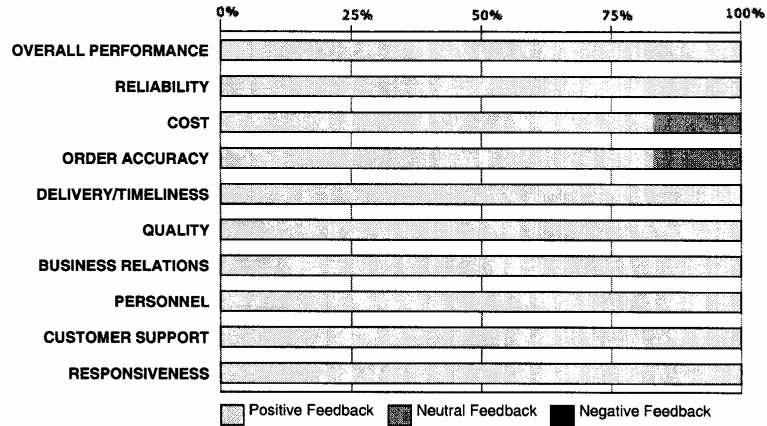 0% 25% 50% 75% 100%
OVERALL PERFORMANCE
RELIABILITY
COST
ORDER ACCURACY
DELIVERY/TIMELINESS
QUALITY
BUSINESS RELATIONS
PERSONNEL
CUSTOMER SUPPORT
RESPONSIVENESS
Positive Feedback Neutral Feedback Negative Feedback